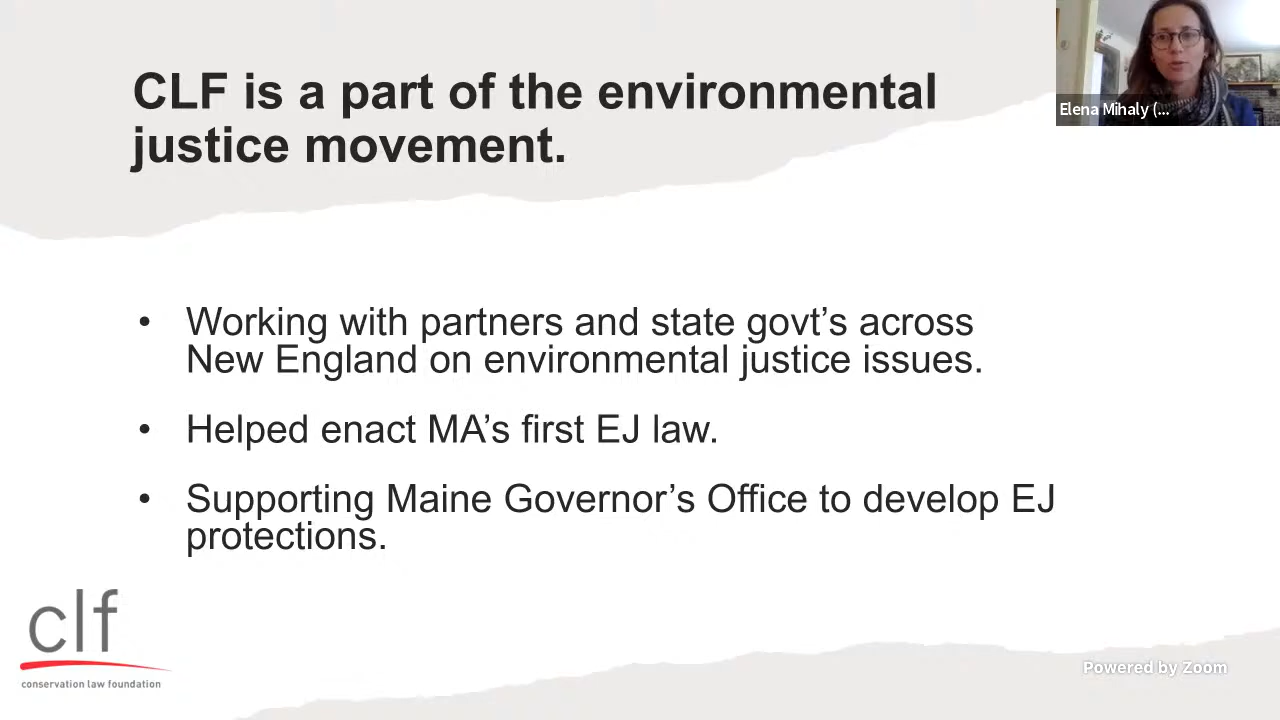 CLF is a part of the environmental
justice movement.
Elena Mihaly (...
• Working with partners and state govt’s across
New England on environmental justice issues.
• Helped enact MA’s first EJ law.
• Supporting Maine Governor’s Office to develop EJ
protections.
clf
conservation law foundation
Powered by Zoom